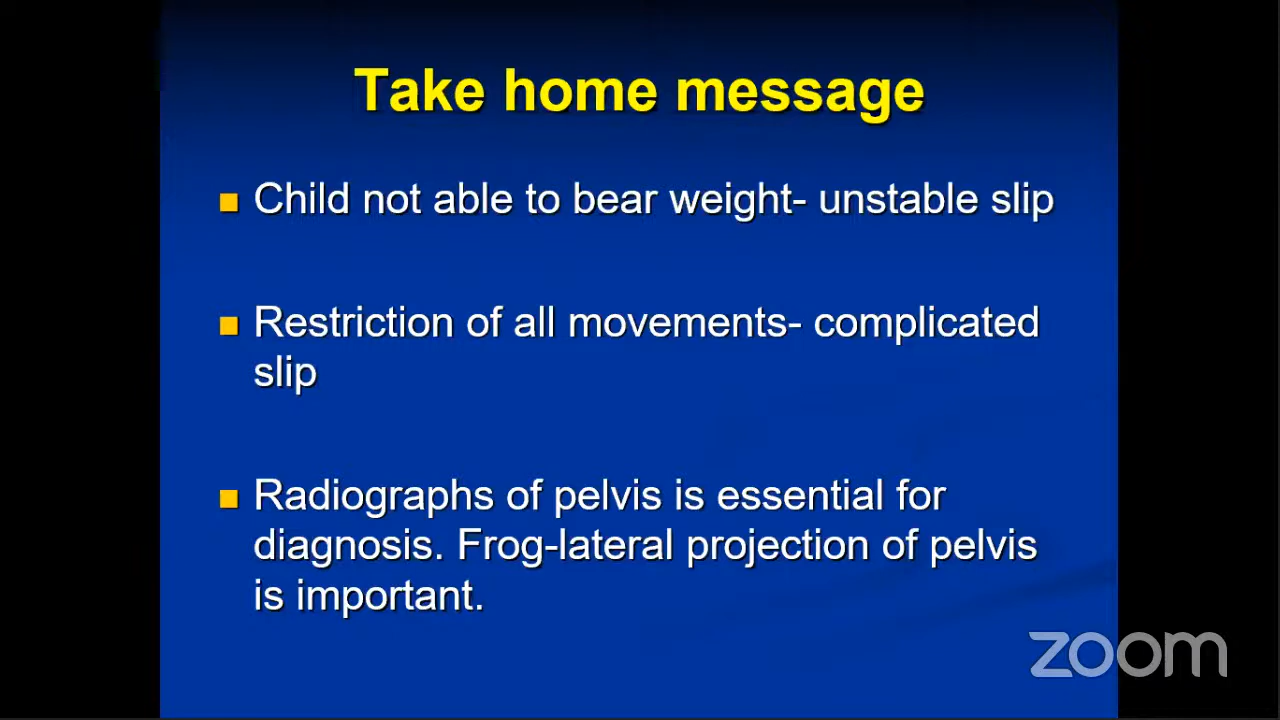 Take home message
Child not able to bear weight- unstable slip
Restriction of all movements- complicated
slip
Radiographs of pelvis is essential for
diagnosis. Frog-lateral projection of pelvis
is important.
zoom